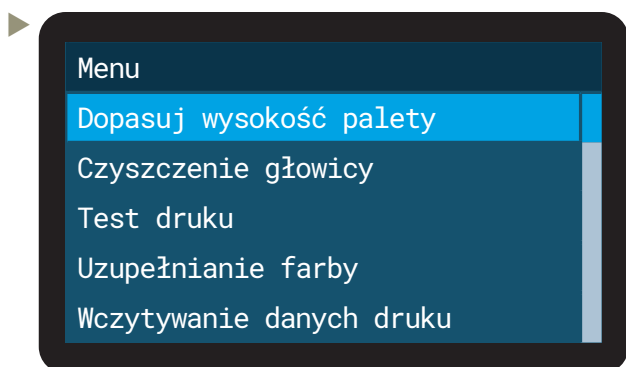 Menu
Dopasuj wysokość palety
Czyszczenie głowicy
Test druku
Uzupełnianie farby
Wczytywanie danych druku